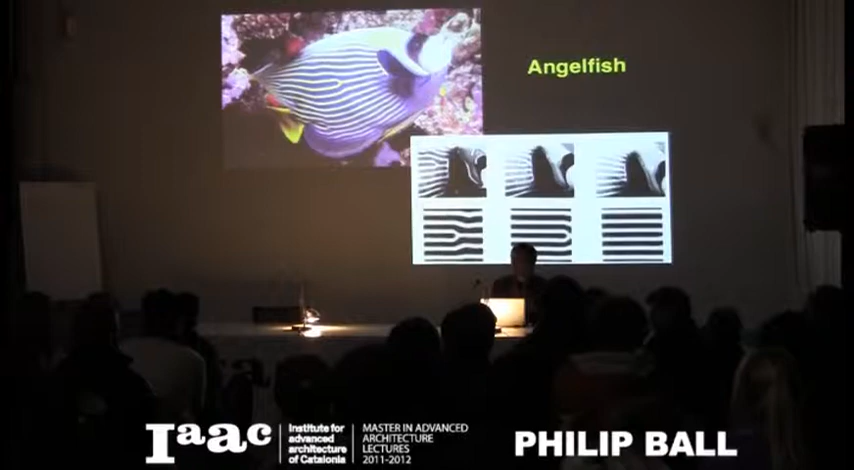 Angelfish
Iaac
Institute for
advanced
architecture
of Catalonia
MASTER IN ADVANCED
ARCHITECTURE
LECTURES
2011-2012
PHILIP BALL